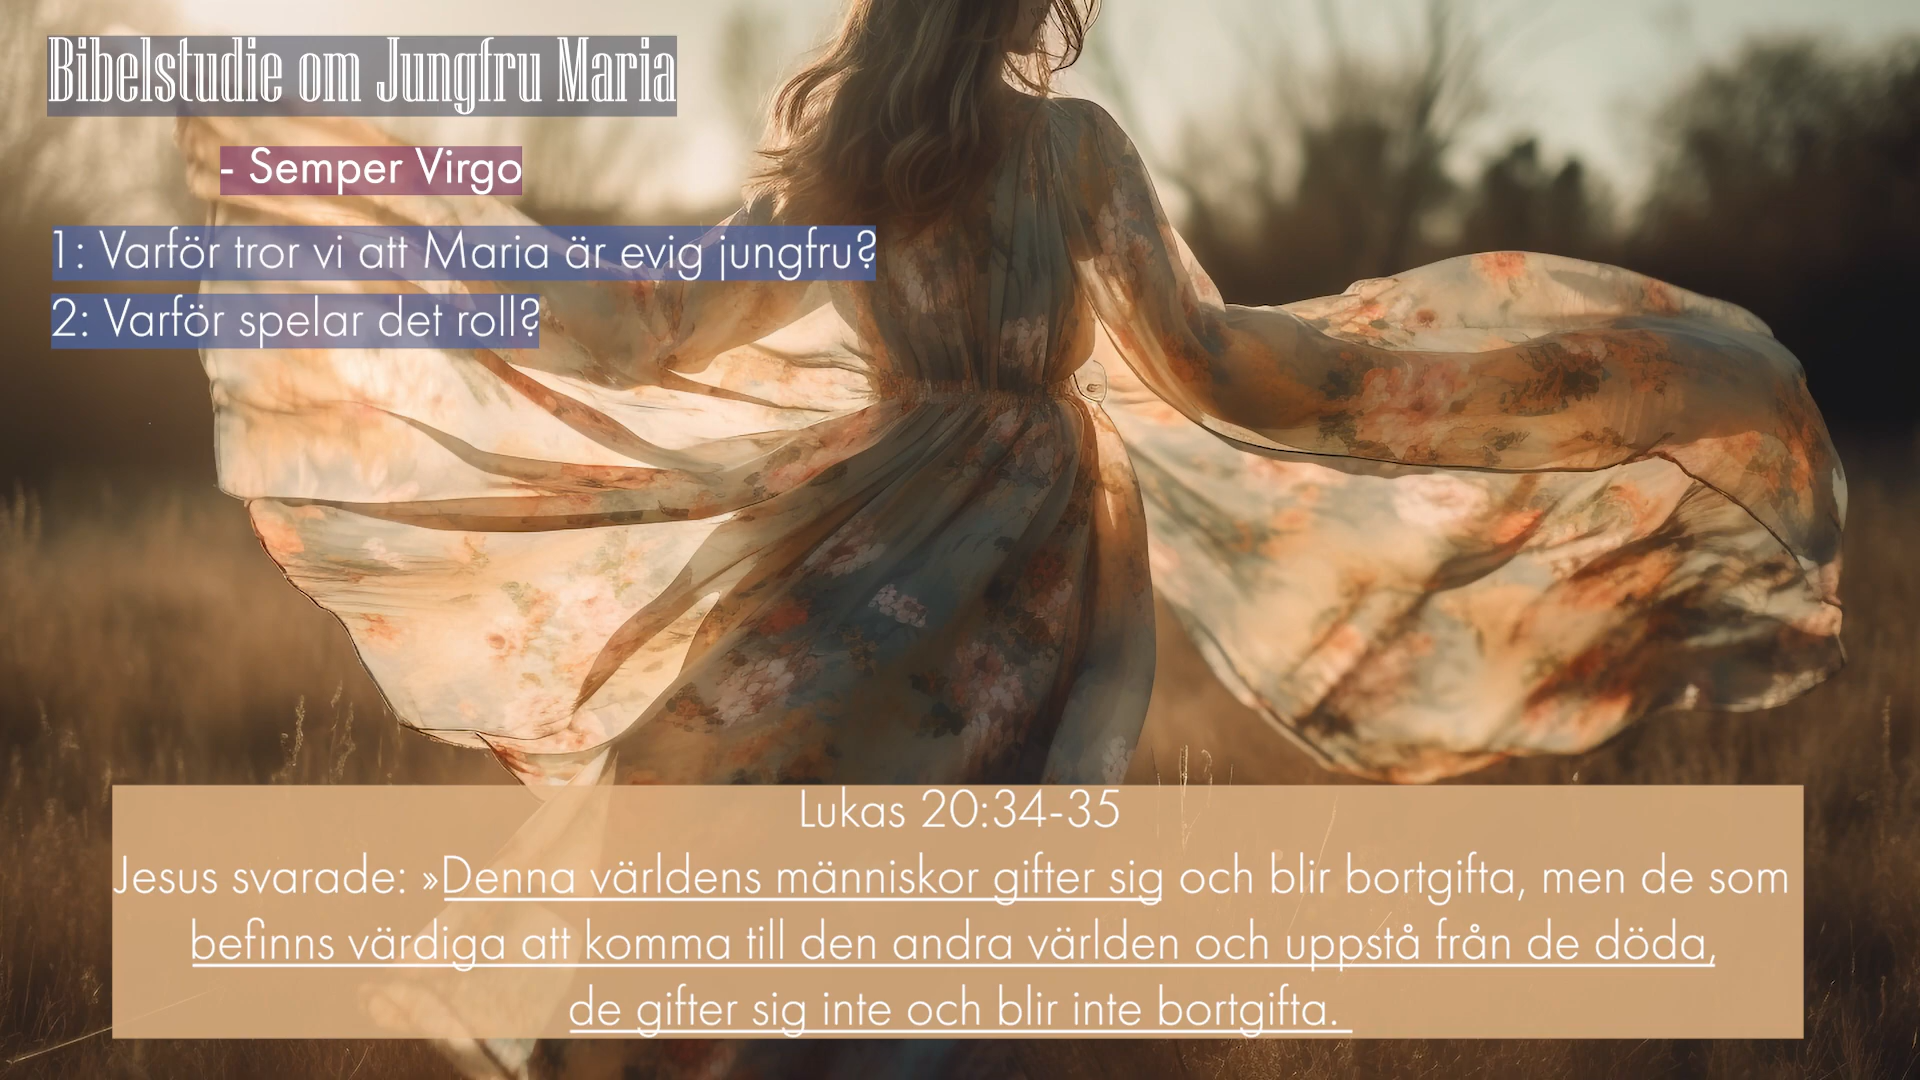 Bibelstudie om Jungfru Maria
- Semper Virgo
1: Varför tror vi att Maria är evig jungfru?
2: Varför spelar det roll?
Lukas 20:34-35
Jesus svarade: »Denna världens människor gifter sig och blir bortgifta, men de som
befinns värdiga att komma till den andra världen och uppstå från de döda,
de gifter sig inte och blir inte bortgifta.